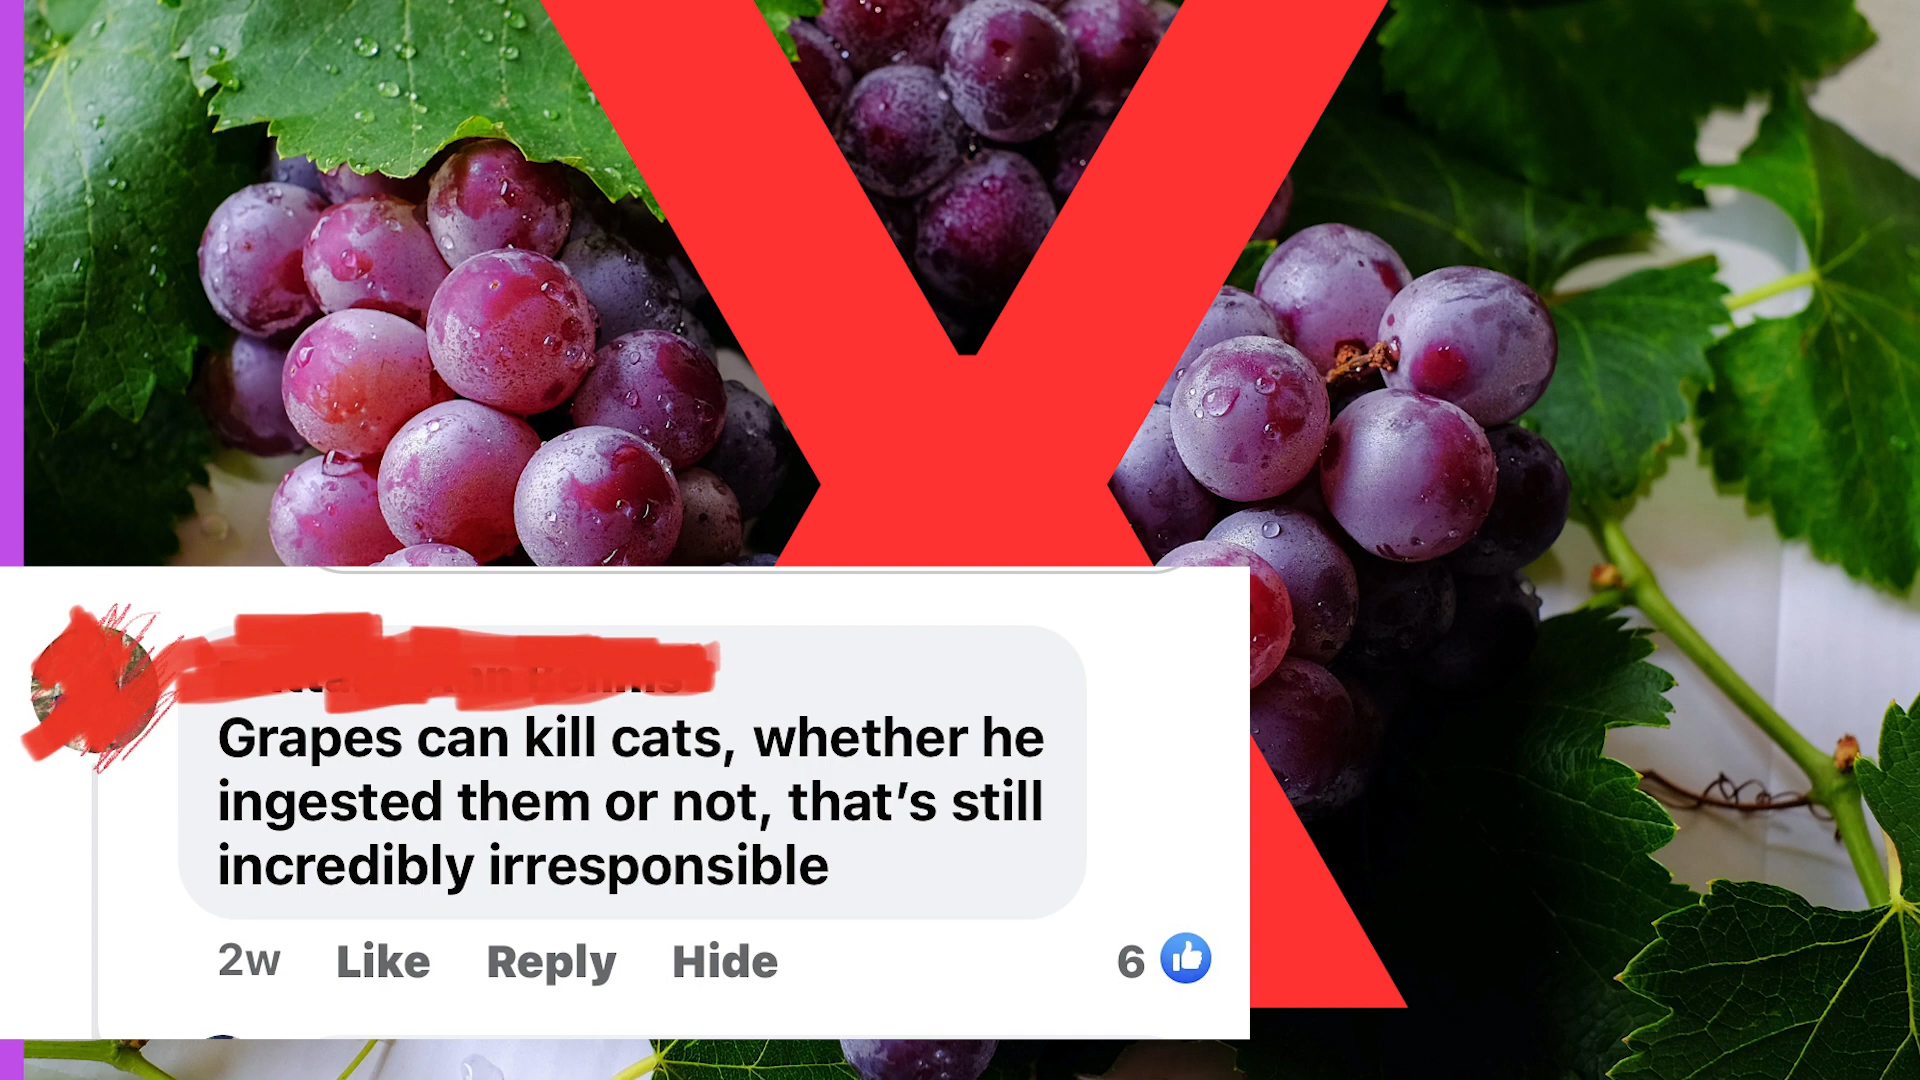 Grapes can kill cats, whether he
ingested them or not, that's still
incredibly irresponsible
2w Like Reply Hide 6